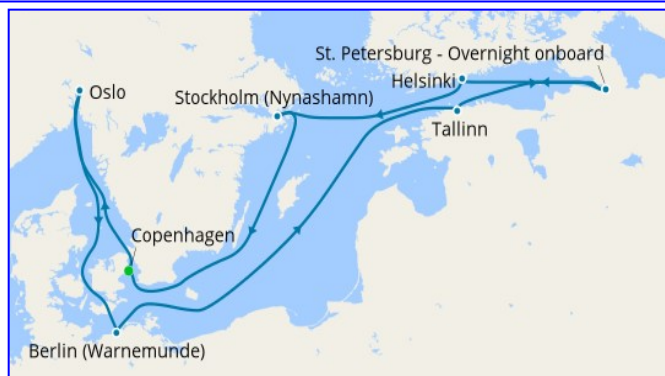 St. Petersburg - Overnight onboard
Helsinki
Oslo
Stockholm (Nynashamn)
Tallinn
Copenhagen
Berlin (Warnemunde)